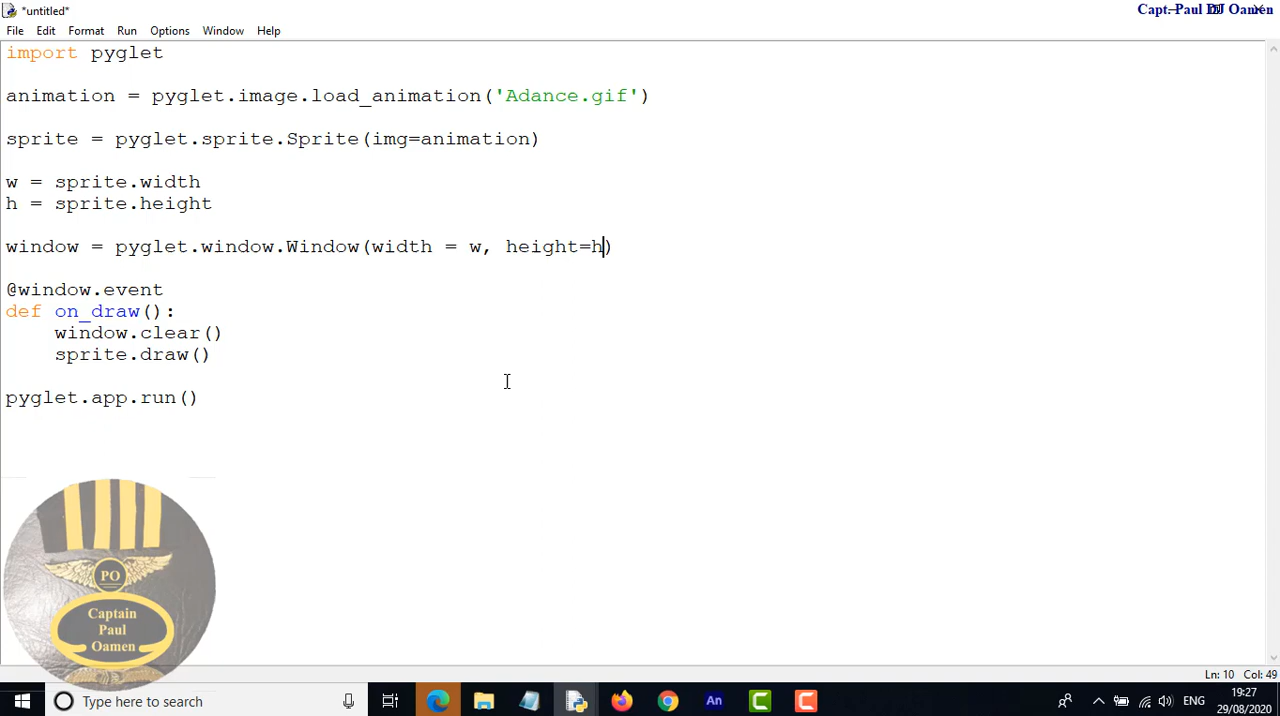 *untitled*
Capt. Paul DJ Oamen
File Edit Format Run Options Window Help
import pyglet
animation = pyglet.image.load_animation('Adance.gif')
sprite = pyglet.sprite.Sprite(img=animation)
w = sprite.width
h = sprite.height
window = pyglet.window.Window(width = w, height=h)
@window.event
def on_draw():
    window.clear()
    sprite.draw()
pyglet.app.run()
PO
Captain
Paul
Oamen
Ln: 10 Col: 49
Type here to search
An
ENG
19:27
29/08/2020